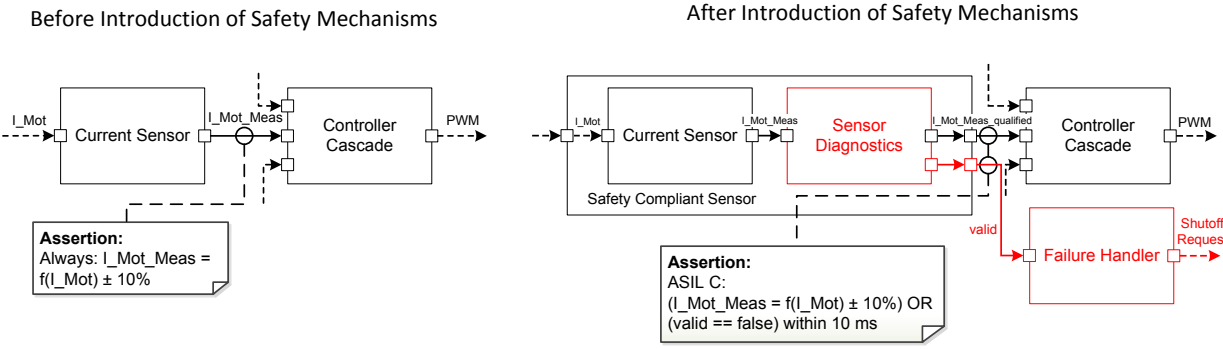 Before Introduction of Safety Mechanisms
I_Mot
Current Sensor
I_Mot_Meas
Controller
Cascade
PWM
Assertion:
Always: I_Mot_Meas =
f(I_Mot) ± 10%
After Introduction of Safety Mechanisms
I_Mot
Current Sensor
I_Mot_Meas
Sensor
Diagnostics
I_Mot_Meas_qualified
Controller
Cascade
PWM
Safety Compliant Sensor
valid
Failure Handler
Shutoff
Reques
Assertion:
ASIL C:
(I_Mot_Meas = f(I_Mot) ± 10%) OR
(valid == false) within 10 ms